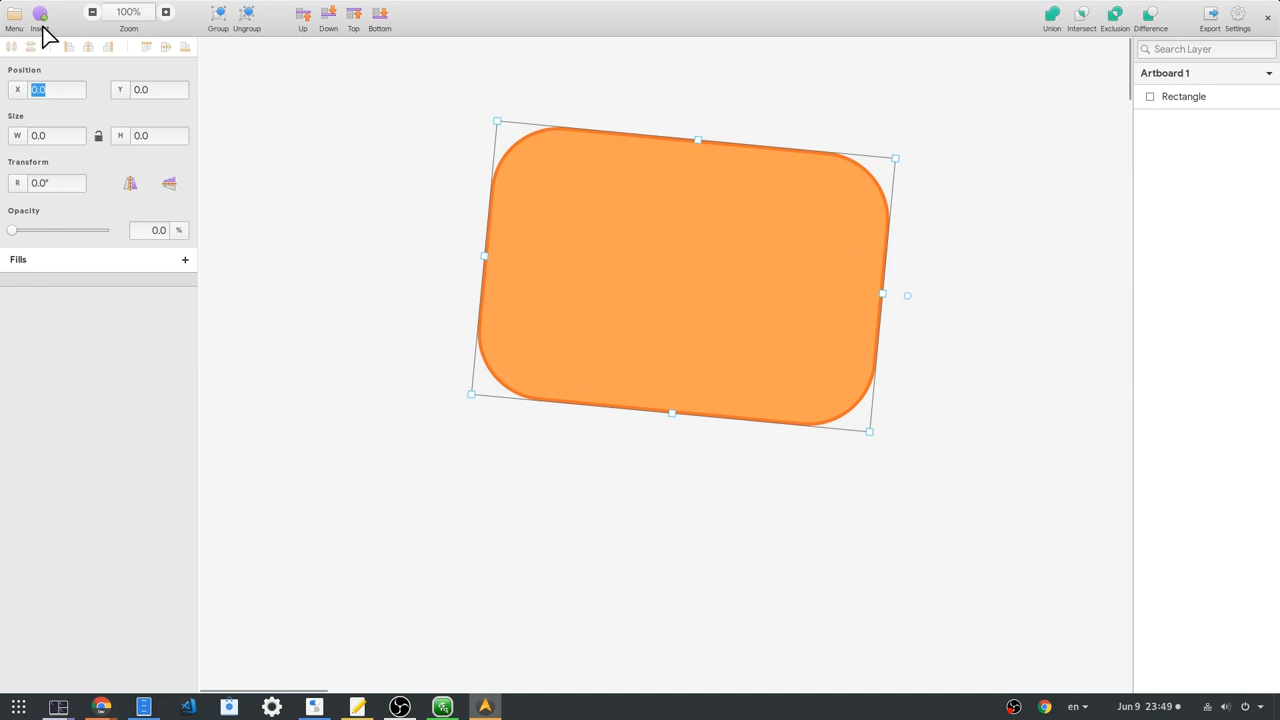 Menu
100%
Zoom
Group Ungroup
Up Down Top Bottom
Union Intersect Exclusion Difference
Export Settings
Position
X 0.0 Y 0.0
Size
W 0.0 H 0.0
Transform
R 0.0°
Opacity
0.0 %
Fills +
Search Layer
Artboard 1
Rectangle
en
Jun 9 23:49